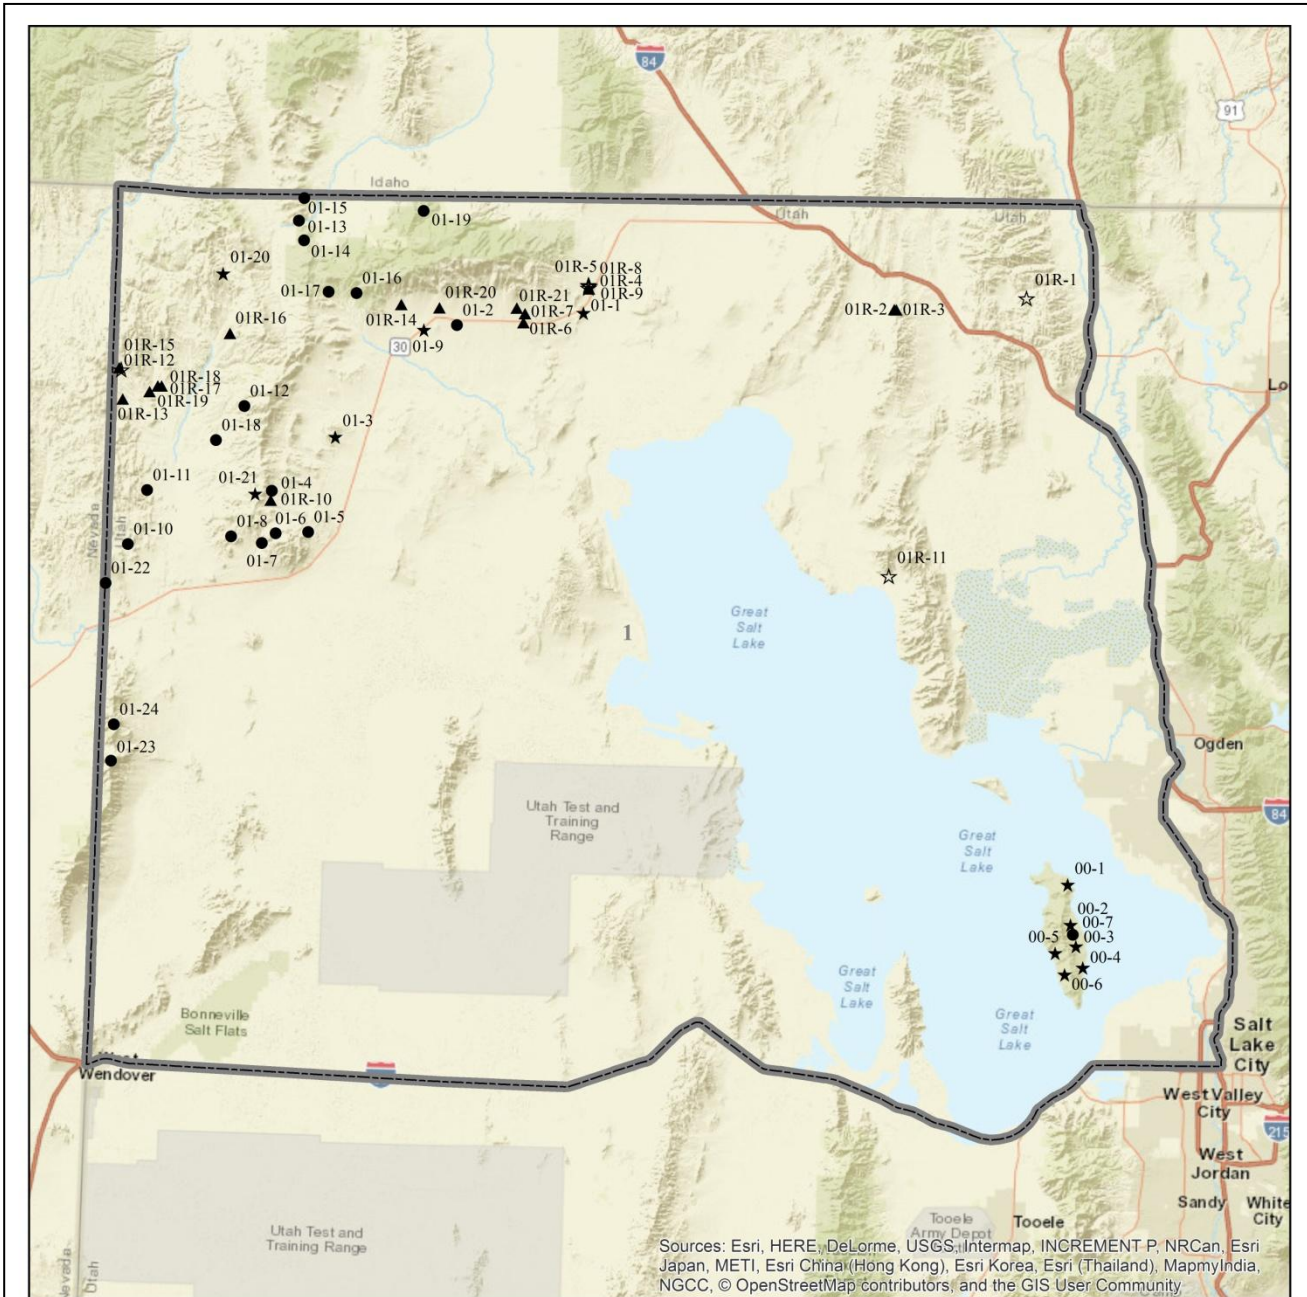 84
91
Idaho
Utah
Utah
01-15
01-19
01-13
01-14
01-20
01-16
01-17
01R-5
01R-8
01R-4
01R-9
01R-1
01R-20
01R-21
01R-14
01-2
01R-7
01-1
01R-6
01R-2
01R-3
01R-16
01-9
30
01R-15
01R-12
01R-18
01R-17
01R-19
01R-13
01-12
01-18
01-3
01-11
01-21
01-4
01R-10
Nevada
Utah
01-10
01-8
01-6
01-5
01-7
01-22
01R-11
Great
Salt
Lake
1
01-24
01-23
Ogden
Utah Test and
Training
Range
84
Great
Salt
Lake
00-1
00-2
00-7
00-5
00-3
00-4
00-6
Great
Salt
Lake
Bonneville
Salt Flats
Great
Salt
Lake
Salt
Lake
City
Wendover
West Valley
City
215
West
Jordan
Sandy
White
City
Utah Test and
Training Range
Tooele
Army Depot
Tooele
Nevada
Utah
Sources: Esri, HERE, DeLorme, USGS, Intermap, INCREMENT P, NRCan, Esri
Japan, METI, Esri China (Hong Kong), Esri Korea, Esri (Thailand), MapmyIndia,
NGCC, © OpenStreetMap contributors, and the GIS User Community